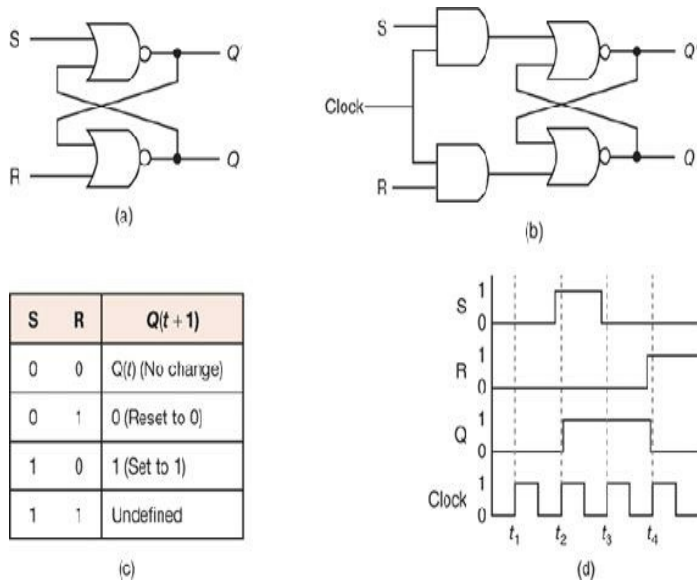 S
Q'
R
Q
(a)
S
Q'
Clock
R
Q
(b)
S R Q(t + 1)
0 0 Q(t) (No change)
0 1 0 (Reset to 0)
1 0 1 (Set to 1)
1 1 Undefined
(c)
1
S
0
1
R
0
1
Q
0
1
Clock
0
t1 t2 t3 t4
(d)